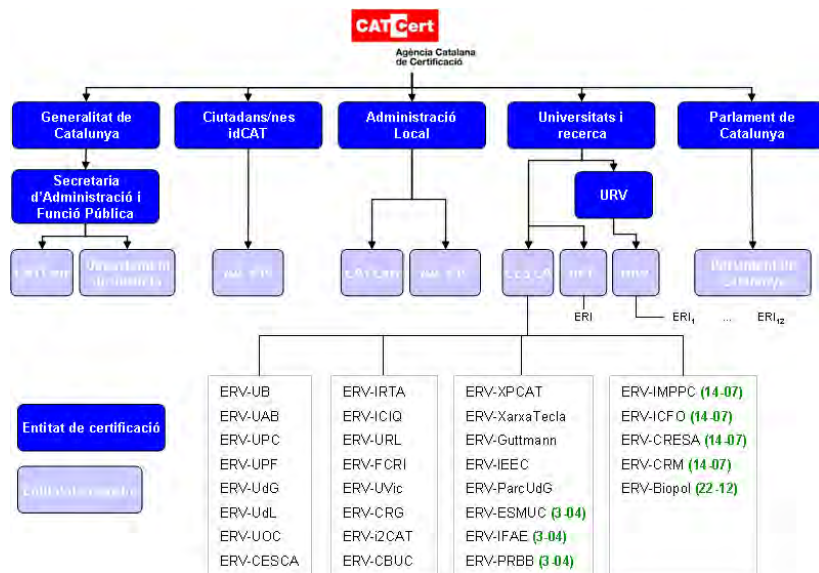 CATCert
Agència Catalana
de Certificació
Generalitat de
Catalunya
Ciutadans/nes
idCAT
Administració
Local
Universitats i
recerca
Parlament de
Catalunya
Secretaria
d'Administració i
Funció Pública
URV
CATCert
Parlament de
Catalunya
ERI
ERI₁ ... ERI₁₂
Entitat de certificació
ERV-UB
ERV-UAB
ERV-UPC
ERV-UPF
ERV-UdG
ERV-UdL
ERV-UOC
ERV-CESCA
ERV-IRTA
ERV-ICIQ
ERV-URL
ERV-FCRI
ERV-UVic
ERV-CRG
ERV-i2CAT
ERV-CBUC
ERV-XPCAT
ERV-XarxaTecla
ERV-Guttmann
ERV-IEEC
ERV-ParcUdG
ERV-ESMUC (3-04)
ERV-IFAE (3-04)
ERV-PRBB (3-04)
ERV-IMPPC (14-07)
ERV-ICFO (14-07)
ERV-CRESA (14-07)
ERV-CRM (14-07)
ERV-Biopol (22-12)